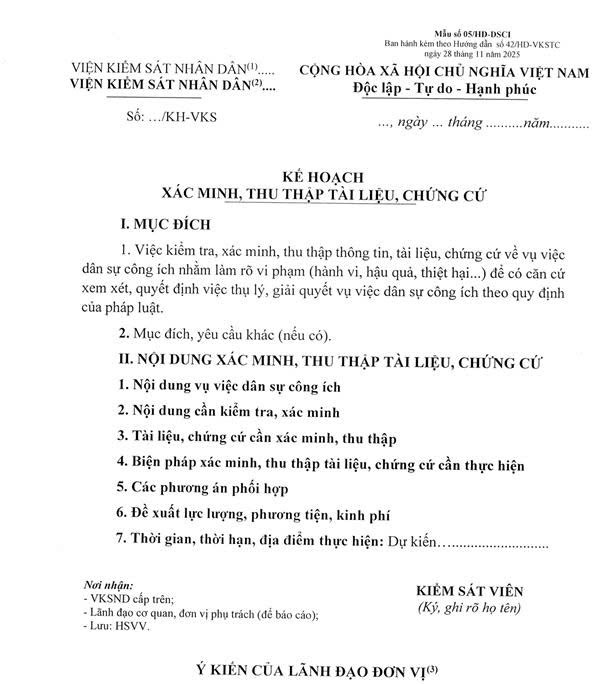 Mẫu số 05/HD-DSCI
Ban hành kèm theo Hướng dẫn số 42/HD-VKSTC
ngày 28 tháng 11 năm 2025
VIỆN KIỂM SÁT NHÂN DÂN(1).....
VIỆN KIỂM SÁT NHÂN DÂN(2)....
CỘNG HÒA XÃ HỘI CHỦ NGHĨA VIỆT NAM
Độc lập - Tự do - Hạnh phúc
Số: .../KH-VKS
..., ngày ... tháng ..........năm...........
KẾ HOẠCH
XÁC MINH, THU THẬP TÀI LIỆU, CHỨNG CỨ
I. MỤC ĐÍCH
1. Việc kiểm tra, xác minh, thu thập thông tin, tài liệu, chứng cứ về vụ việc
dân sự công ích nhằm làm rõ vi phạm (hành vi, hậu quả, thiệt hại...) để có căn cứ
xem xét, quyết định việc thụ lý, giải quyết vụ việc dân sự công ích theo quy định
của pháp luật.
2. Mục đích, yêu cầu khác (nếu có).
II. NỘI DUNG XÁC MINH, THU THẬP TÀI LIỆU, CHỨNG CỨ
1. Nội dung vụ việc dân sự công ích
2. Nội dung cần kiểm tra, xác minh
3. Tài liệu, chứng cứ cần xác minh, thu thập
4. Biện pháp xác minh, thu thập tài liệu, chứng cứ cần thực hiện
5. Các phương án phối hợp
6. Đề xuất lực lượng, phương tiện, kinh phí
7. Thời gian, thời hạn, địa điểm thực hiện: Dự kiến.......................
Nơi nhận:
- VKSND cấp trên;
- Lãnh đạo cơ quan, đơn vị phụ trách (để báo cáo);
- Lưu: HSVV.
KIỂM SÁT VIÊN
(Ký, ghi rõ họ tên)
Ý KIẾN CỦA LÃNH ĐẠO ĐƠN VỊ(3)